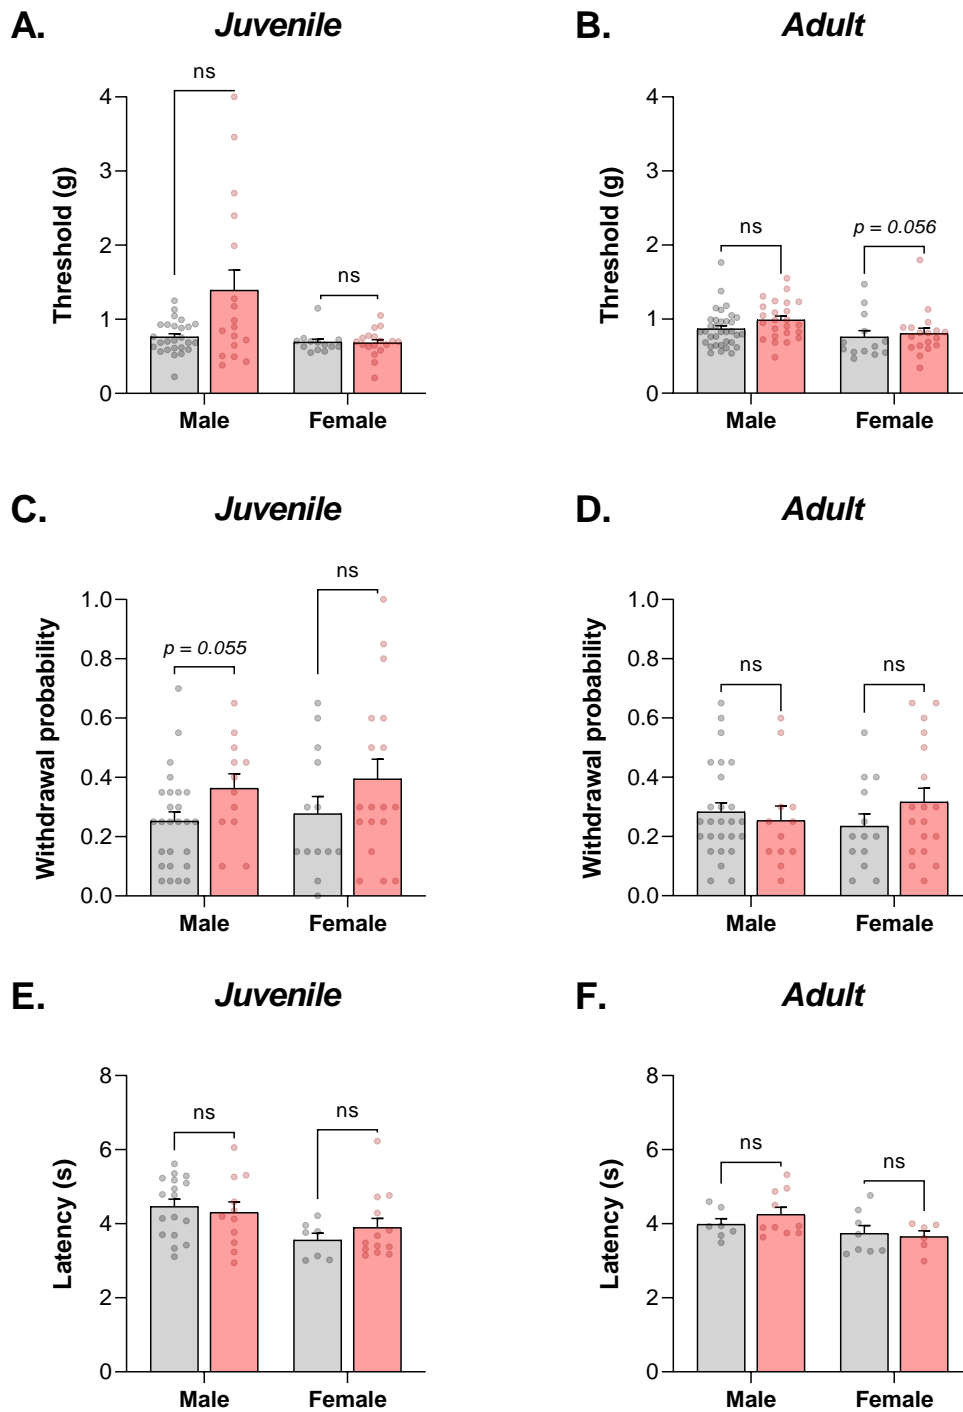 A. Juvenile
ns
4
3
2
1
0
Threshold (g)
ns
Male Female
B. Adult
4
3
2
1
0
Threshold (g)
ns
p = 0.056
Male Female
C. Juvenile
ns
1.0
0.8
0.6
0.4
0.2
0.0
Withdrawal probability
p = 0.055
Male Female
D. Adult
1.0
0.8
0.6
0.4
0.2
0.0
Withdrawal probability
ns
ns
Male Female
E. Juvenile
8
6
4
2
0
Latency (s)
ns
ns
Male Female
F. Adult
8
6
4
2
0
Latency (s)
ns
ns
Male Female